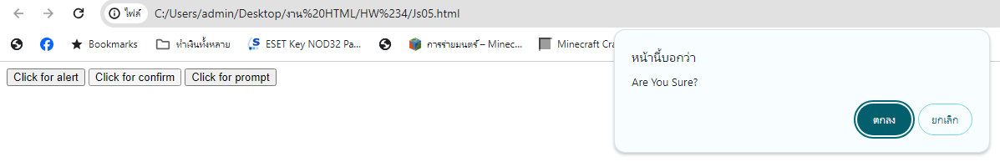 ไฟล์ C:/Users/admin/Desktop/งาน%20HTML/HW%234/Js05.html
Bookmarks ทำเงินทั้งหลาย ESET Key NOD32 Pa... การร่ายมนตร์ – Minec... Minecraft Cra
Click for alert Click for confirm Click for prompt
หน้านี้บอกว่า
Are You Sure?
ตกลง ยกเลิก